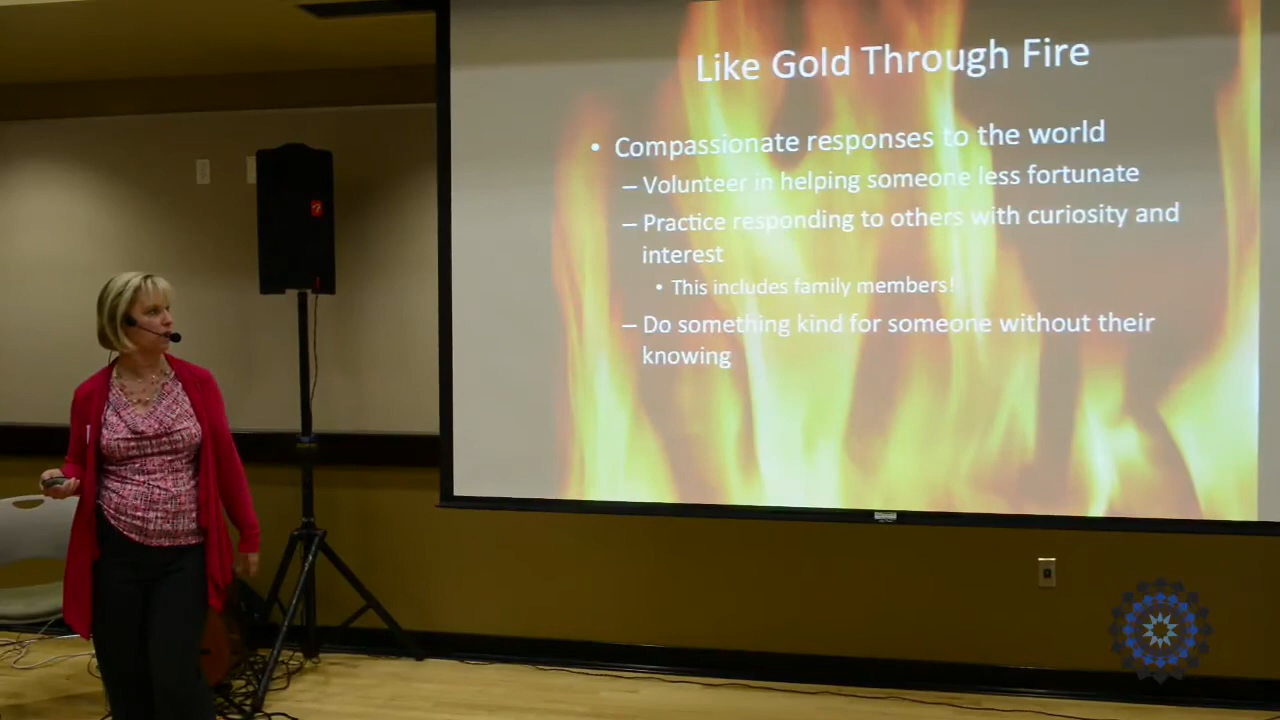 Like Gold Through Fire
• Compassionate responses to the world
– Volunteer in helping someone less fortunate
– Practice responding to others with curiosity and
interest
• This includes family members!
– Do something kind for someone without their
knowing